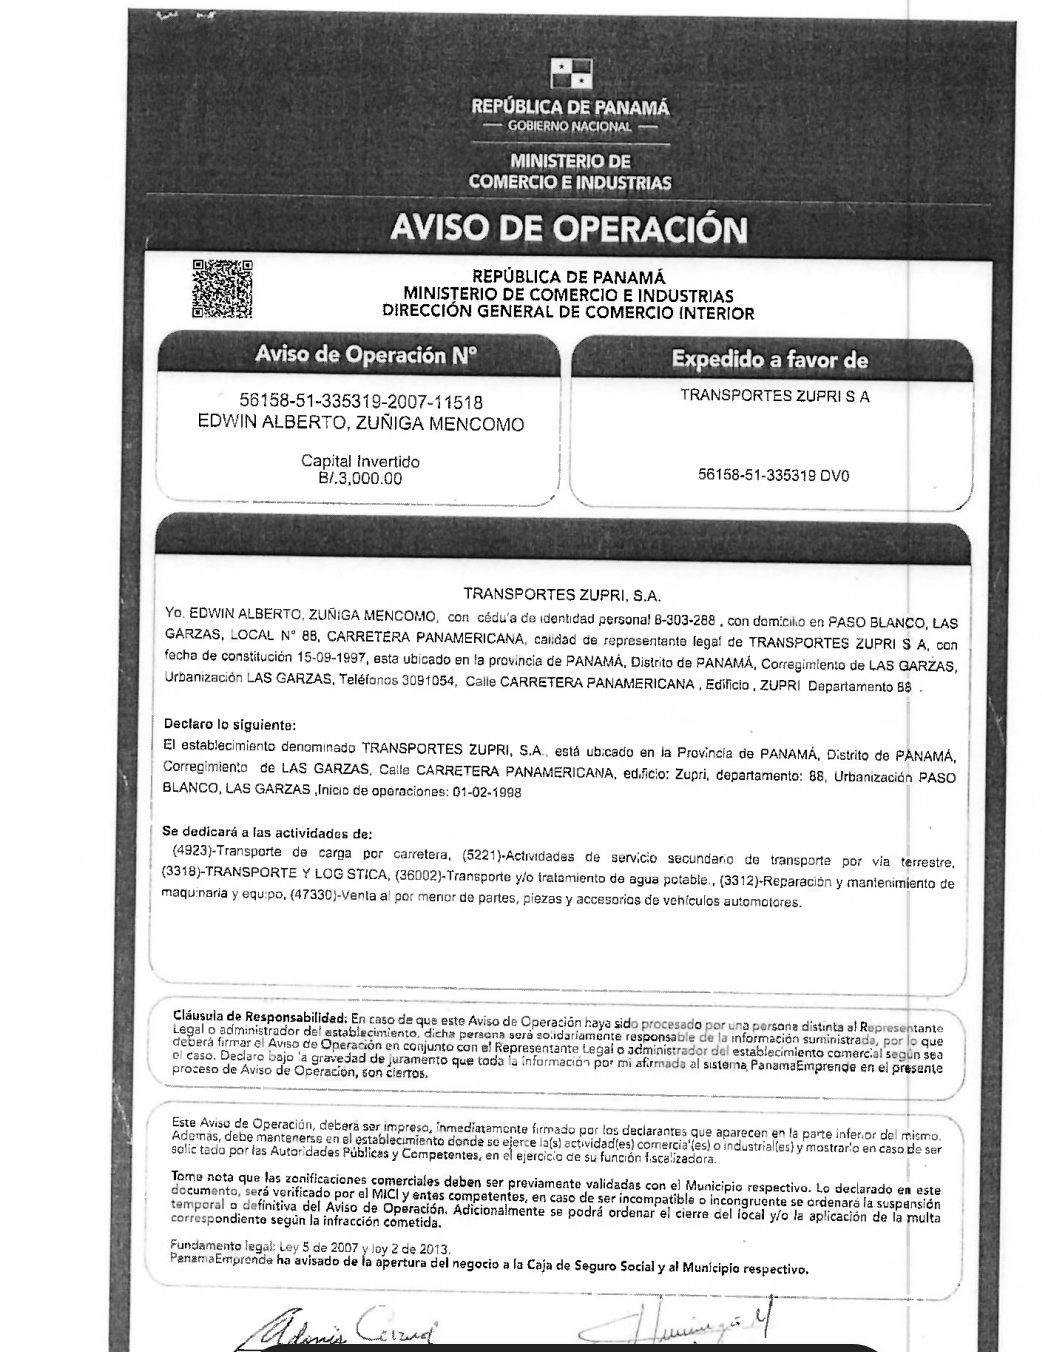 REPÚBLICA DE PANAMÁ
— GOBIERNO NACIONAL —
MINISTERIO DE
COMERCIO E INDUSTRIAS
AVISO DE OPERACIÓN
REPÚBLICA DE PANAMÁ
MINISTERIO DE COMERCIO E INDUSTRIAS
DIRECCIÓN GENERAL DE COMERCIO INTERIOR
Aviso de Operación Nº
56158-51-335319-2007-11518
EDWIN ALBERTO, ZUÑIGA MENCOMO
Capital Invertido
B/.3,000.00
Expedido a favor de
TRANSPORTES ZUPRI S A
56158-51-335319 DV0
TRANSPORTES ZUPRI, S.A.
Yo, EDWIN ALBERTO, ZUÑIGA MENCOMO, con cédula de identidad personal 8-303-288 , con domicilio en PASO BLANCO, LAS
GARZAS, LOCAL N° 88, CARRETERA PANAMERICANA, calidad de representante legal de TRANSPORTES ZUPRI S A, con
fecha de constitución 15-09-1997, esta ubicado en la provincia de PANAMÁ, Distrito de PANAMÁ, Corregimiento de LAS GARZAS,
Urbanización LAS GARZAS, Teléfonos 3091054, Calle CARRETERA PANAMERICANA , Edificio , ZUPRI Departamento 88 .
Declaro lo siguiente:
El establecimiento denominado TRANSPORTES ZUPRI, S.A., está ubicado en la Provincia de PANAMÁ, Distrito de PANAMÁ,
Corregimiento de LAS GARZAS, Calle CARRETERA PANAMERICANA, edificio: Zupri, departamento: 88, Urbanización PASO
BLANCO, LAS GARZAS ,Inicio de operaciones: 01-02-1998
Se dedicará a las actividades de:
(4923)-Transporte de carga por carretera, (5221)-Actividades de servicio secundario de transporte por vía terrestre,
(3318)-TRANSPORTE Y LOG STICA, (36002)-Transporte y/o tratamiento de agua potable., (3312)-Reparación y mantenimiento de
maquinaria y equipo, (47330)-Venta al por menor de partes, piezas y accesorios de vehículos automotores.
Cláusula de Responsabilidad: En caso de que este Aviso de Operación haya sido procesado por una persona distinta al Representante
Legal o administrador del establecimiento, dicha persona será solidariamente responsable de la información suministrada, por lo que
deberá firmar el Aviso de Operación en conjunto con el Representante Legal o administrador del establecimiento comercial según sea
el caso. Declaro bajo la gravedad de juramento que toda la información por mi afirmada al sistema PanamaEmprende en el presente
proceso de Aviso de Operación, son ciertos.
Este Aviso de Operación, deberá ser impreso, inmediatamente firmado por los declarantes que aparecen en la parte inferior del mismo.
Además, debe mantenerse en el establecimiento donde se ejerce la(s) actividad(es) comercial(es) o industrial(es) y mostrarlo en caso de ser
solicitado por las Autoridades Públicas y Competentes, en el ejercicio de su función fiscalizadora.
Tome nota que las zonificaciones comerciales deben ser previamente validadas con el Municipio respectivo. Lo declarado en este
documento, será verificado por el MICI y entes competentes, en caso de ser incompatible o incongruente se ordenará la suspensión
temporal o definitiva del Aviso de Operación. Adicionalmente se podrá ordenar el cierre del local y/o la aplicación de la multa
correspondiente según la infracción cometida.
Fundamento legal: Ley 5 de 2007 y ley 2 de 2013.
PanamaEmprende ha avisado de la apertura del negocio a la Caja de Seguro Social y al Municipio respectivo.